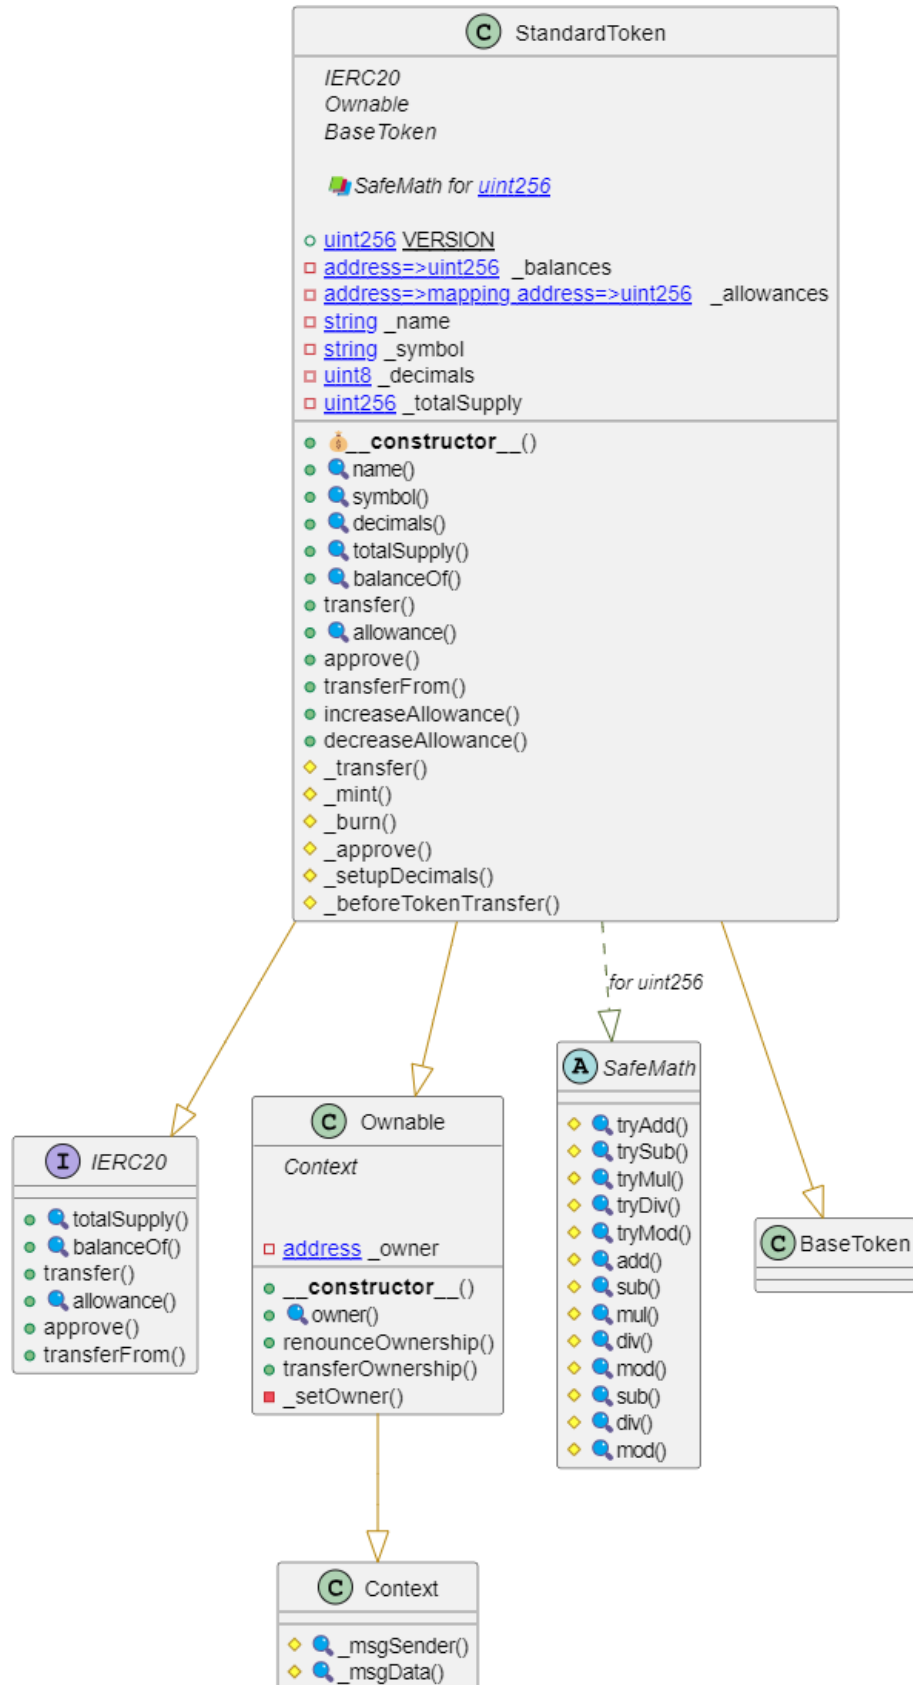 C StandardToken
IERC20
Ownable
BaseToken
SafeMath for uint256
uint256 VERSION
address=>uint256 _balances
address=>mapping address=>uint256 _allowances
string _name
string _symbol
uint8 _decimals
uint256 _totalSupply
__constructor__()
name()
symbol()
decimals()
totalSupply()
balanceOf()
transfer()
allowance()
approve()
transferFrom()
increaseAllowance()
decreaseAllowance()
_transfer()
_mint()
_burn()
_approve()
_setupDecimals()
_beforeTokenTransfer()
for uint256
I IERC20
totalSupply()
balanceOf()
transfer()
allowance()
approve()
transferFrom()
C Ownable
Context
address _owner
__constructor__()
owner()
renounceOwnership()
transferOwnership()
_setOwner()
A SafeMath
tryAdd()
trySub()
tryMul()
tryDiv()
tryMod()
add()
sub()
mul()
div()
mod()
sub()
div()
mod()
C BaseToken
C Context
_msgSender()
_msgData()